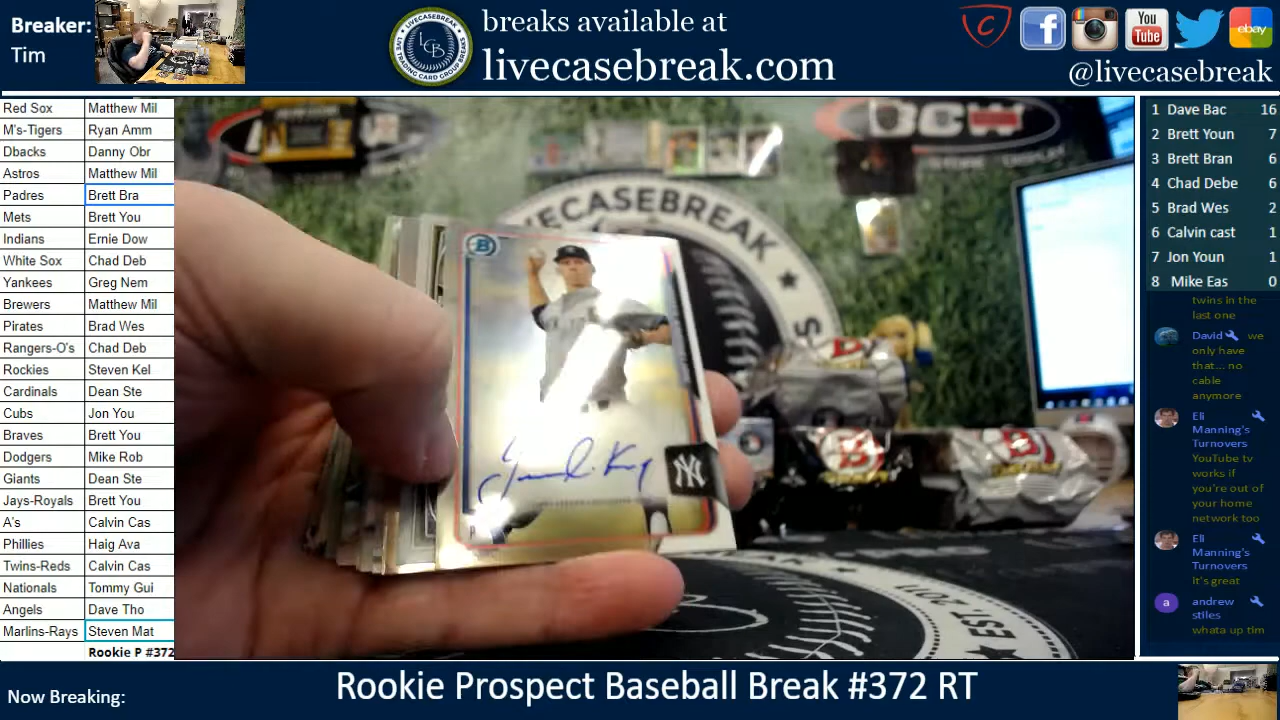 Breaker:
Tim
breaks available at
livecasebreak.com
You
Tube
ebay
@livecasebreak
Red Sox Matthew Mil
M's-Tigers Ryan Amm
Dbacks Danny Obr
Astros Matthew Mil
Padres Brett Bra
Mets Brett You
Indians Ernie Dow
White Sox Chad Deb
Yankees Greg Nem
Brewers Matthew Mil
Pirates Brad Wes
Rangers-O's Chad Deb
Rockies Steven Kel
Cardinals Dean Ste
Cubs Jon You
Braves Brett You
Dodgers Mike Rob
Giants Dean Ste
Jays-Royals Brett You
A's Calvin Cas
Phillies Haig Ava
Twins-Reds Calvin Cas
Nationals Tommy Gui
Angels Dave Tho
Marlins-Rays Steven Mat
Rookie P #372
LIVECASEBREAK
B
NY
EST. 201
1 Dave Bac 16
2 Brett Youn 7
3 Brett Bran 6
4 Chad Debe 6
5 Brad Wes 2
6 Calvin cast 1
7 Jon Youn 1
8 Mike Eas 0
twins in the
last one
David we
only have
that... no
cable
anymore
Eli
Manning's
Turnovers
YouTube tv
works if
you're out of
your home
network too
Eli
Manning's
Turnovers
it's great
a andrew
stiles
whata up tim
Now Breaking:
Rookie Prospect Baseball Break #372 RT